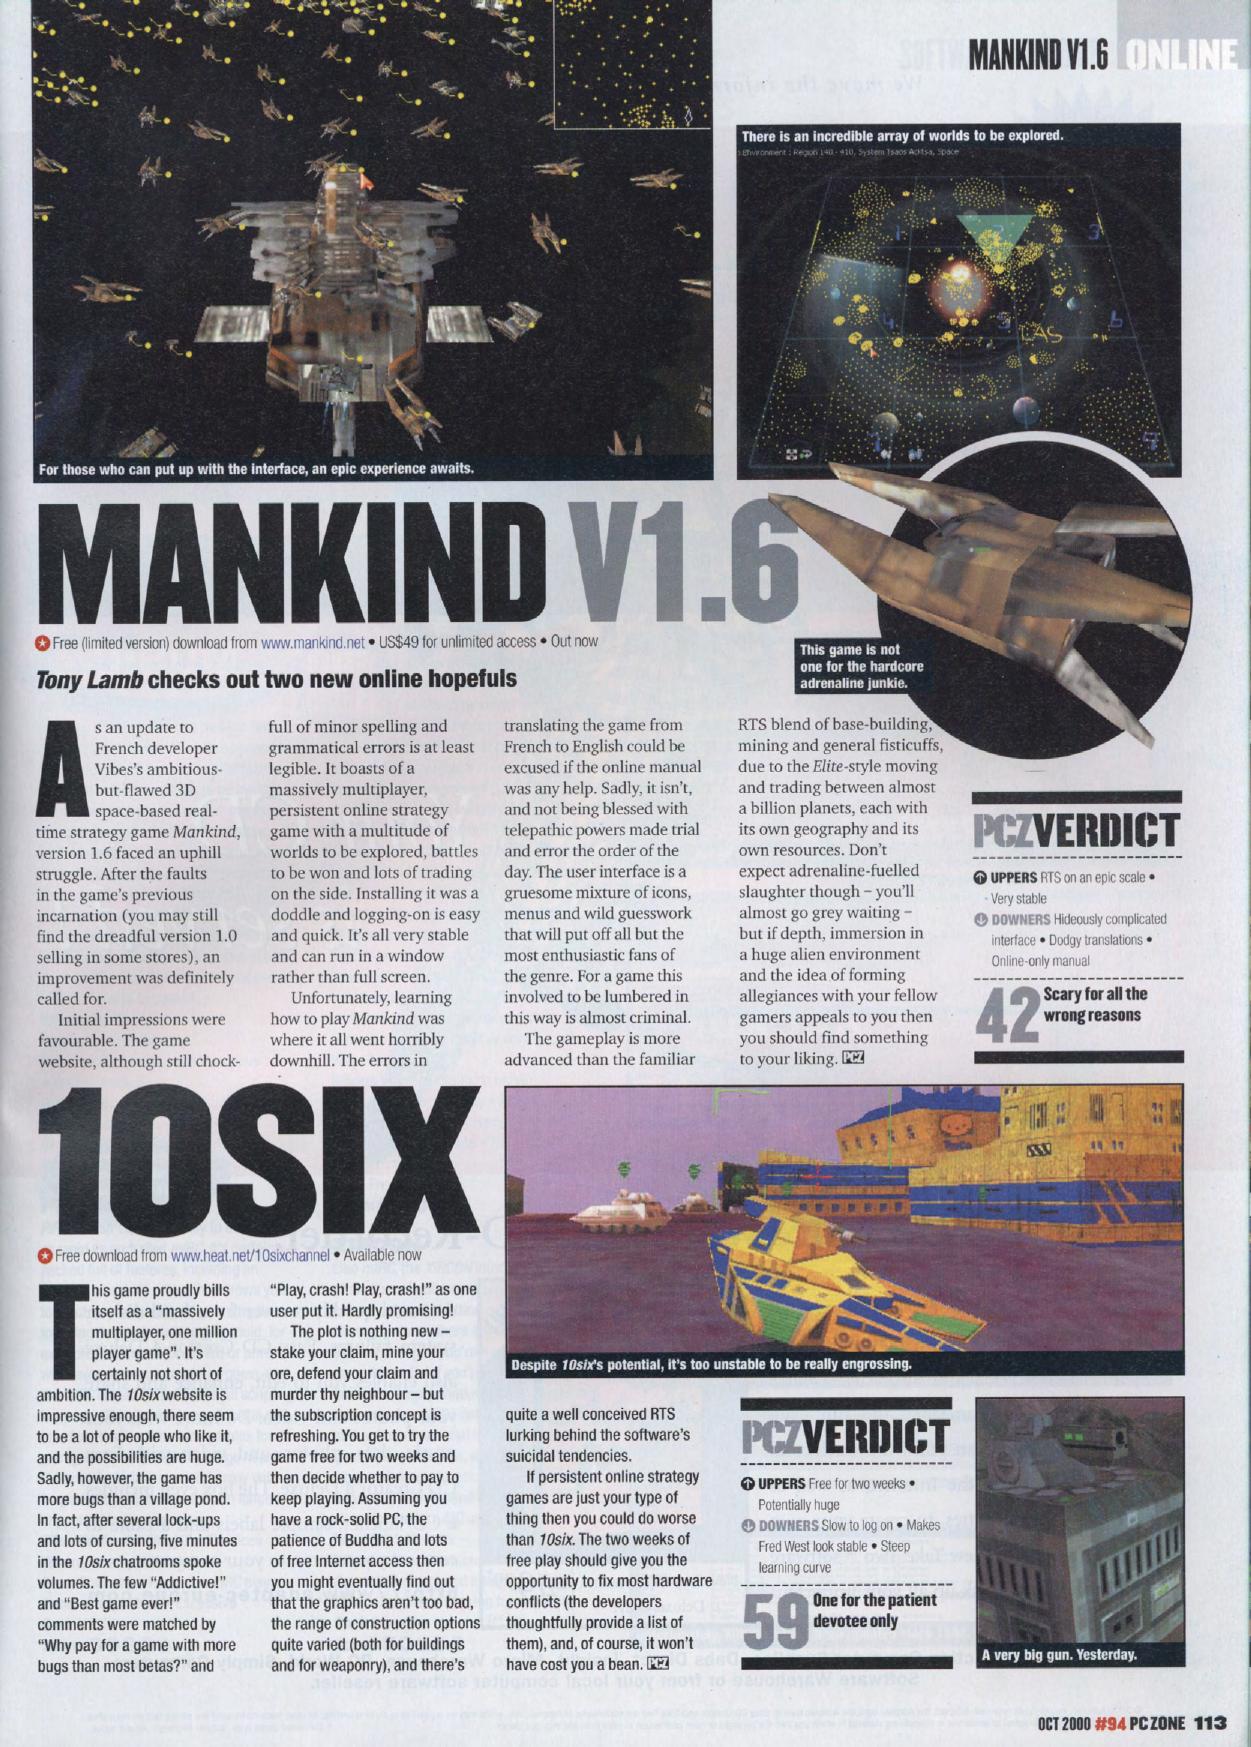 MANKIND V1.6 ONLINE
There is an incredible array of worlds to be explored.
Environment : Region 140 - 410, System Tsaos Acktsa, Space
For those who can put up with the interface, an epic experience awaits.
MANKIND V1.6
Free (limited version) download from www.mankind.net • US$49 for unlimited access • Out now
This game is not
one for the hardcore
adrenaline junkie.
Tony Lamb checks out two new online hopefuls
As an update to
French developer
Vibes's ambitious-
but-flawed 3D
space-based real-
time strategy game Mankind,
version 1.6 faced an uphill
struggle. After the faults
in the game's previous
incarnation (you may still
find the dreadful version 1.0
selling in some stores), an
improvement was definitely
called for.
Initial impressions were
favourable. The game
website, although still chock-
full of minor spelling and
grammatical errors is at least
legible. It boasts of a
massively multiplayer,
persistent online strategy
game with a multitude of
worlds to be explored, battles
to be won and lots of trading
on the side. Installing it was a
doddle and logging-on is easy
and quick. It's all very stable
and can run in a window
rather than full screen.
Unfortunately, learning
how to play Mankind was
where it all went horribly
downhill. The errors in
translating the game from
French to English could be
excused if the online manual
was any help. Sadly, it isn't,
and not being blessed with
telepathic powers made trial
and error the order of the
day. The user interface is a
gruesome mixture of icons,
menus and wild guesswork
that will put off all but the
most enthusiastic fans of
the genre. For a game this
involved to be lumbered in
this way is almost criminal.
The gameplay is more
advanced than the familiar
RTS blend of base-building,
mining and general fisticuffs,
due to the Elite-style moving
and trading between almost
a billion planets, each with
its own geography and its
own resources. Don't
expect adrenaline-fuelled
slaughter though – you'll
almost go grey waiting –
but if depth, immersion in
a huge alien environment
and the idea of forming
allegiances with your fellow
gamers appeals to you then
you should find something
to your liking. PCZ
PCZVERDICT
UPPERS RTS on an epic scale •
Very stable
DOWNERS Hideously complicated
interface • Dodgy translations •
Online-only manual
42 Scary for all the
wrong reasons
10SIX
Free download from www.heat.net/10sixchannel • Available now
Despite 10six's potential, it's too unstable to be really engrossing.
This game proudly bills
itself as a "massively
multiplayer, one million
player game". It's
certainly not short of
ambition. The 10six website is
impressive enough, there seem
to be a lot of people who like it,
and the possibilities are huge.
Sadly, however, the game has
more bugs than a village pond.
In fact, after several lock-ups
and lots of cursing, five minutes
in the 10six chatrooms spoke
volumes. The few "Addictive!"
and "Best game ever!"
comments were matched by
"Why pay for a game with more
bugs than most betas?" and
"Play, crash! Play, crash!" as one
user put it. Hardly promising!
The plot is nothing new –
stake your claim, mine your
ore, defend your claim and
murder thy neighbour – but
the subscription concept is
refreshing. You get to try the
game free for two weeks and
then decide whether to pay to
keep playing. Assuming you
have a rock-solid PC, the
patience of Buddha and lots
of free Internet access then
you might eventually find out
that the graphics aren't too bad,
the range of construction options
quite varied (both for buildings
and for weaponry), and there's
quite a well conceived RTS
lurking behind the software's
suicidal tendencies.
If persistent online strategy
games are just your type of
thing then you could do worse
than 10six. The two weeks of
free play should give you the
opportunity to fix most hardware
conflicts (the developers
thoughtfully provide a list of
them), and, of course, it won't
have cost you a bean. PCZ
PCZVERDICT
UPPERS Free for two weeks •
Potentially huge
DOWNERS Slow to log on • Makes
Fred West look stable • Steep
learning curve
59 One for the patient
devotee only
A very big gun. Yesterday.
OCT 2000 #94 PC ZONE 113